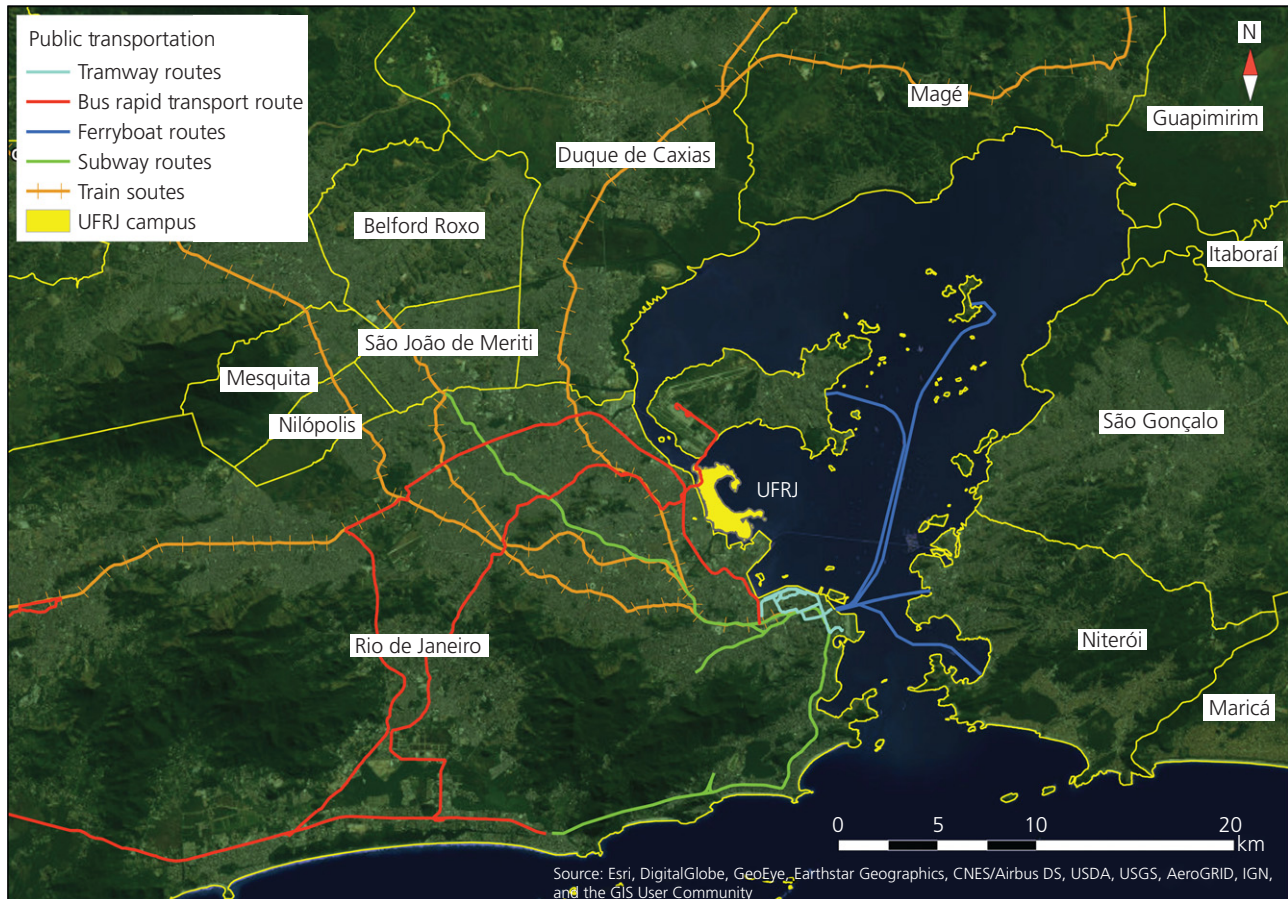 Public transportation
Tramway routes
Bus rapid transport route
Ferryboat routes
Subway routes
Train soutes
UFRJ campus
N
Magé
Guapimirim
Duque de Caxias
Belford Roxo
Itaboraí
São João de Meriti
Mesquita
Nilópolis
São Gonçalo
UFRJ
Rio de Janeiro
Niterói
Maricá
0 5 10 20
km
Source: Esri, DigitalGlobe, GeoEye, Earthstar Geographics, CNES/Airbus DS, USDA, USGS, AeroGRID, IGN,
and the GIS User Community